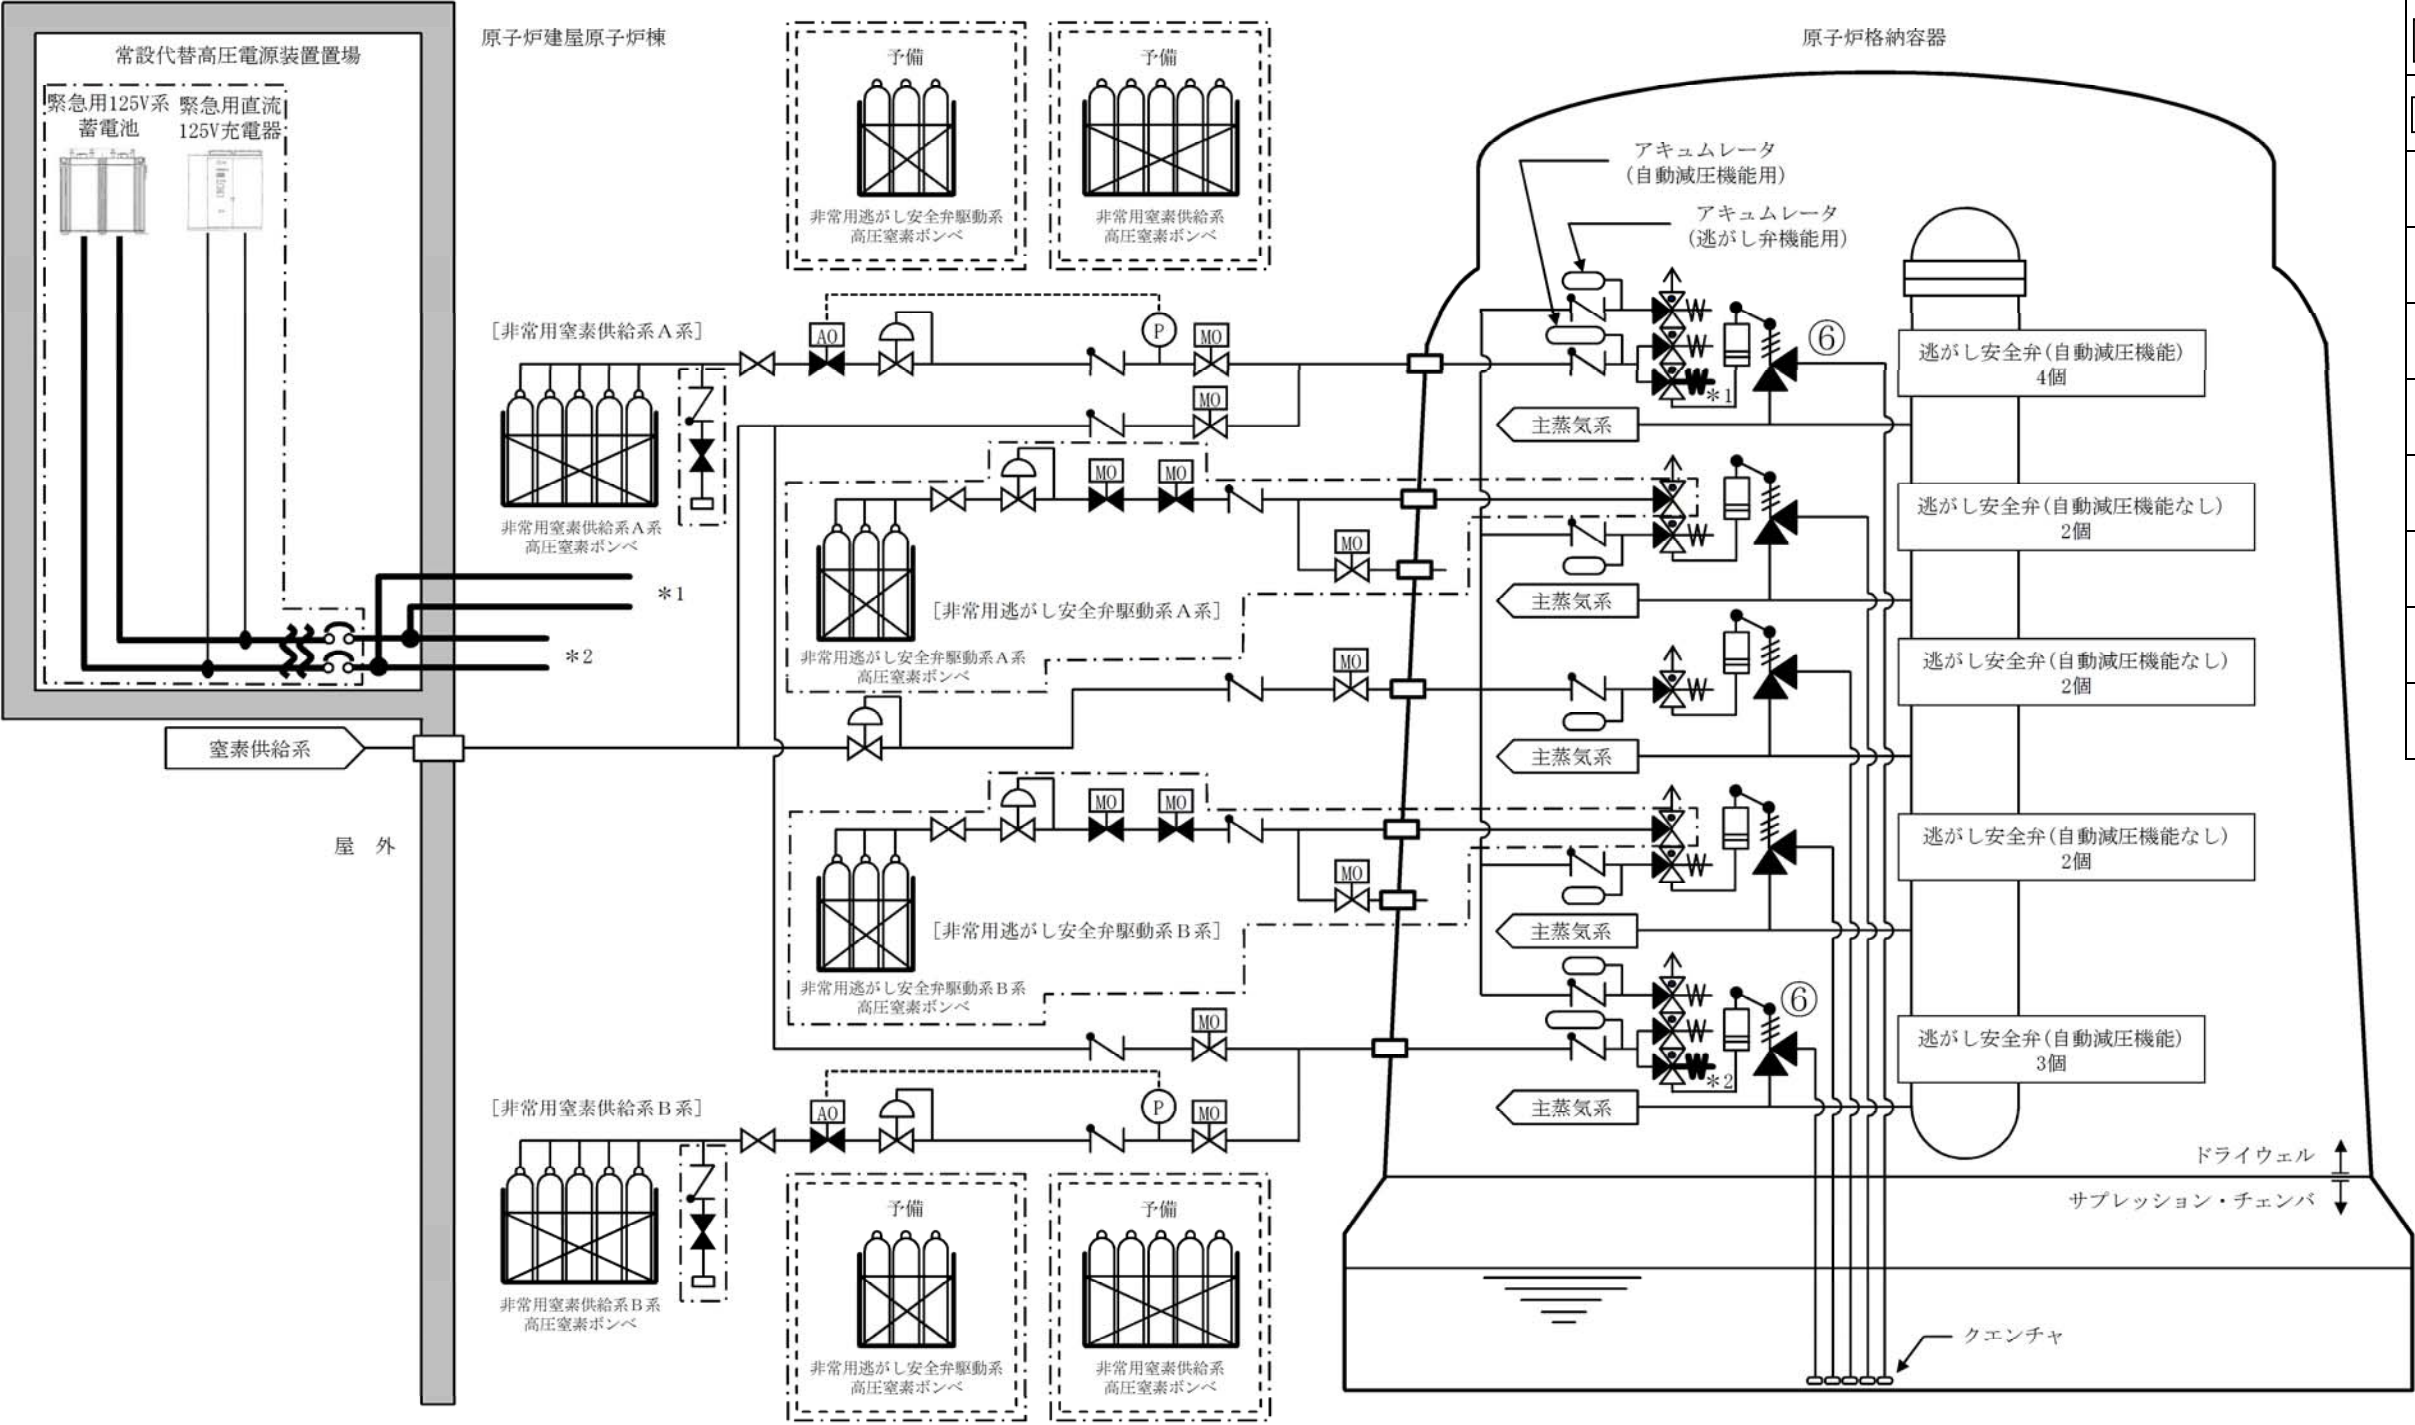 原子炉建屋原子炉棟
原子炉格納容器
常設代替高圧電源装置置場
緊急用125V系
蓄電池
緊急用直流
125V充電器
予備
非常用逃がし安全弁駆動系
高圧窒素ボンベ
予備
非常用窒素供給系
高圧窒素ボンベ
アキュムレータ
(自動減圧機能用)
アキュムレータ
(逃がし弁機能用)
[非常用窒素供給系A系]
AO
P
MO
⑥
逃がし安全弁(自動減圧機能)
4個
*1
MO
主蒸気系
非常用窒素供給系A系
高圧窒素ボンベ
MO
MO
逃がし安全弁(自動減圧機能なし)
2個
MO
*1
[非常用逃がし安全弁駆動系A系]
主蒸気系
*2
非常用逃がし安全弁駆動系A系
高圧窒素ボンベ
MO
逃がし安全弁(自動減圧機能なし)
2個
窒素供給系
主蒸気系
屋 外
MO
MO
逃がし安全弁(自動減圧機能なし)
2個
MO
[非常用逃がし安全弁駆動系B系]
主蒸気系
非常用逃がし安全弁駆動系B系
高圧窒素ボンベ
MO
⑥
逃がし安全弁(自動減圧機能)
3個
*2
[非常用窒素供給系B系]
AO
P
MO
主蒸気系
ドライウェル
サプレッション・チェンバ
非常用窒素供給系B系
高圧窒素ボンベ
予備
非常用逃がし安全弁駆動系
高圧窒素ボンベ
予備
非常用窒素供給系
高圧窒素ボンベ
クエンチャ